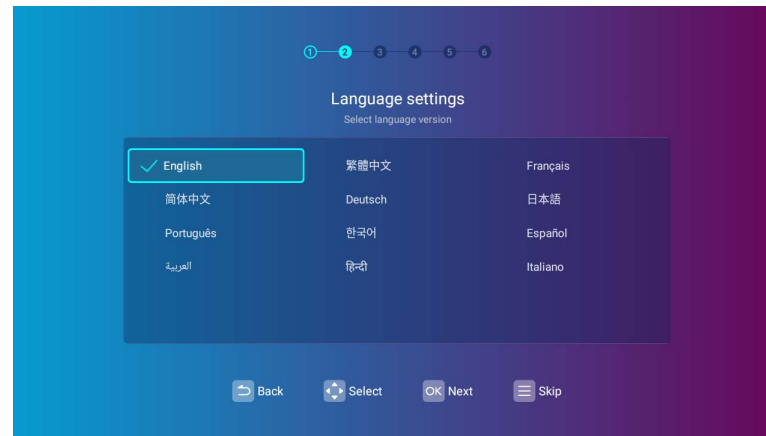 1 2 3 4 5 6
Language settings
Select language version
English 繁體中文 Français
简体中文 Deutsch 日本語
Português 한국어 Español
العربية हिन्दी Italiano
Back Select OK Next Skip